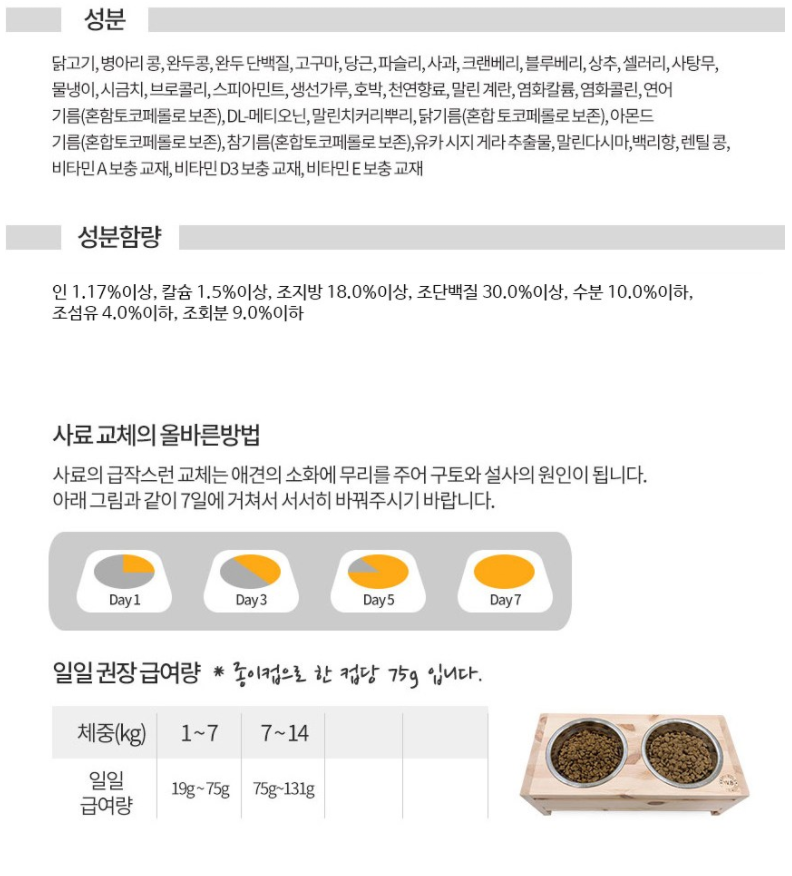 성분
닭고기, 병아리 콩, 완두콩, 완두 단백질, 고구마, 당근, 파슬리, 사과, 크랜베리, 블루베리, 상추, 셀러리, 사탕무,
물냉이, 시금치, 브로콜리, 스피아민트, 생선가루, 호박, 천연향료, 말린 계란, 염화칼륨, 염화콜린, 연어
기름(혼함토코페롤로 보존), DL-메티오닌, 말린치커리뿌리, 닭기름(혼합 토코페롤로 보존), 아몬드
기름(혼합토코페롤로 보존), 참기름(혼합토코페롤로 보존),유카 시지 게라 추출물, 말린다시마,백리향, 렌틸 콩,
비타민 A 보충 교재, 비타민 D3 보충 교재, 비타민 E 보충 교재
성분함량
인 1.17%이상, 칼슘 1.5%이상, 조지방 18.0%이상, 조단백질 30.0%이상, 수분 10.0%이하,
조섬유 4.0%이하, 조회분 9.0%이하
사료 교체의 올바른방법
사료의 급작스런 교체는 애견의 소화에 무리를 주어 구토와 설사의 원인이 됩니다.
아래 그림과 같이 7일에 거쳐서 서서히 바꿔주시기 바랍니다.
Day 1 Day 3 Day 5 Day 7
일일 권장 급여량 * 종이컵으로 한 컵당 75g 입니다.
체중(kg) 1~7 7~14
일일
급여량 19g~75g 75g~131g